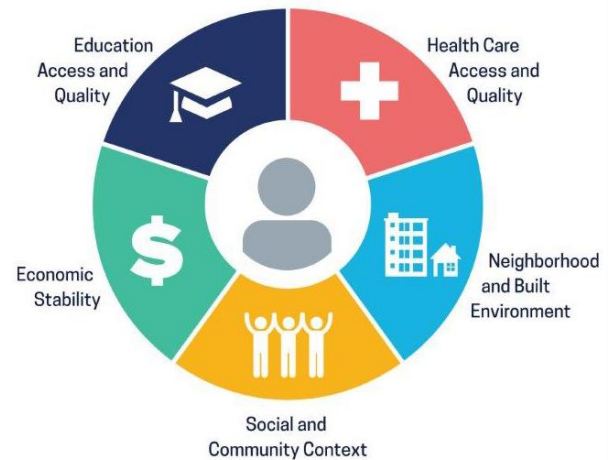 Education
Access and
Quality
Health Care
Access and
Quality
$
Economic
Stability
Neighborhood
and Built
Environment
Social and
Community Context